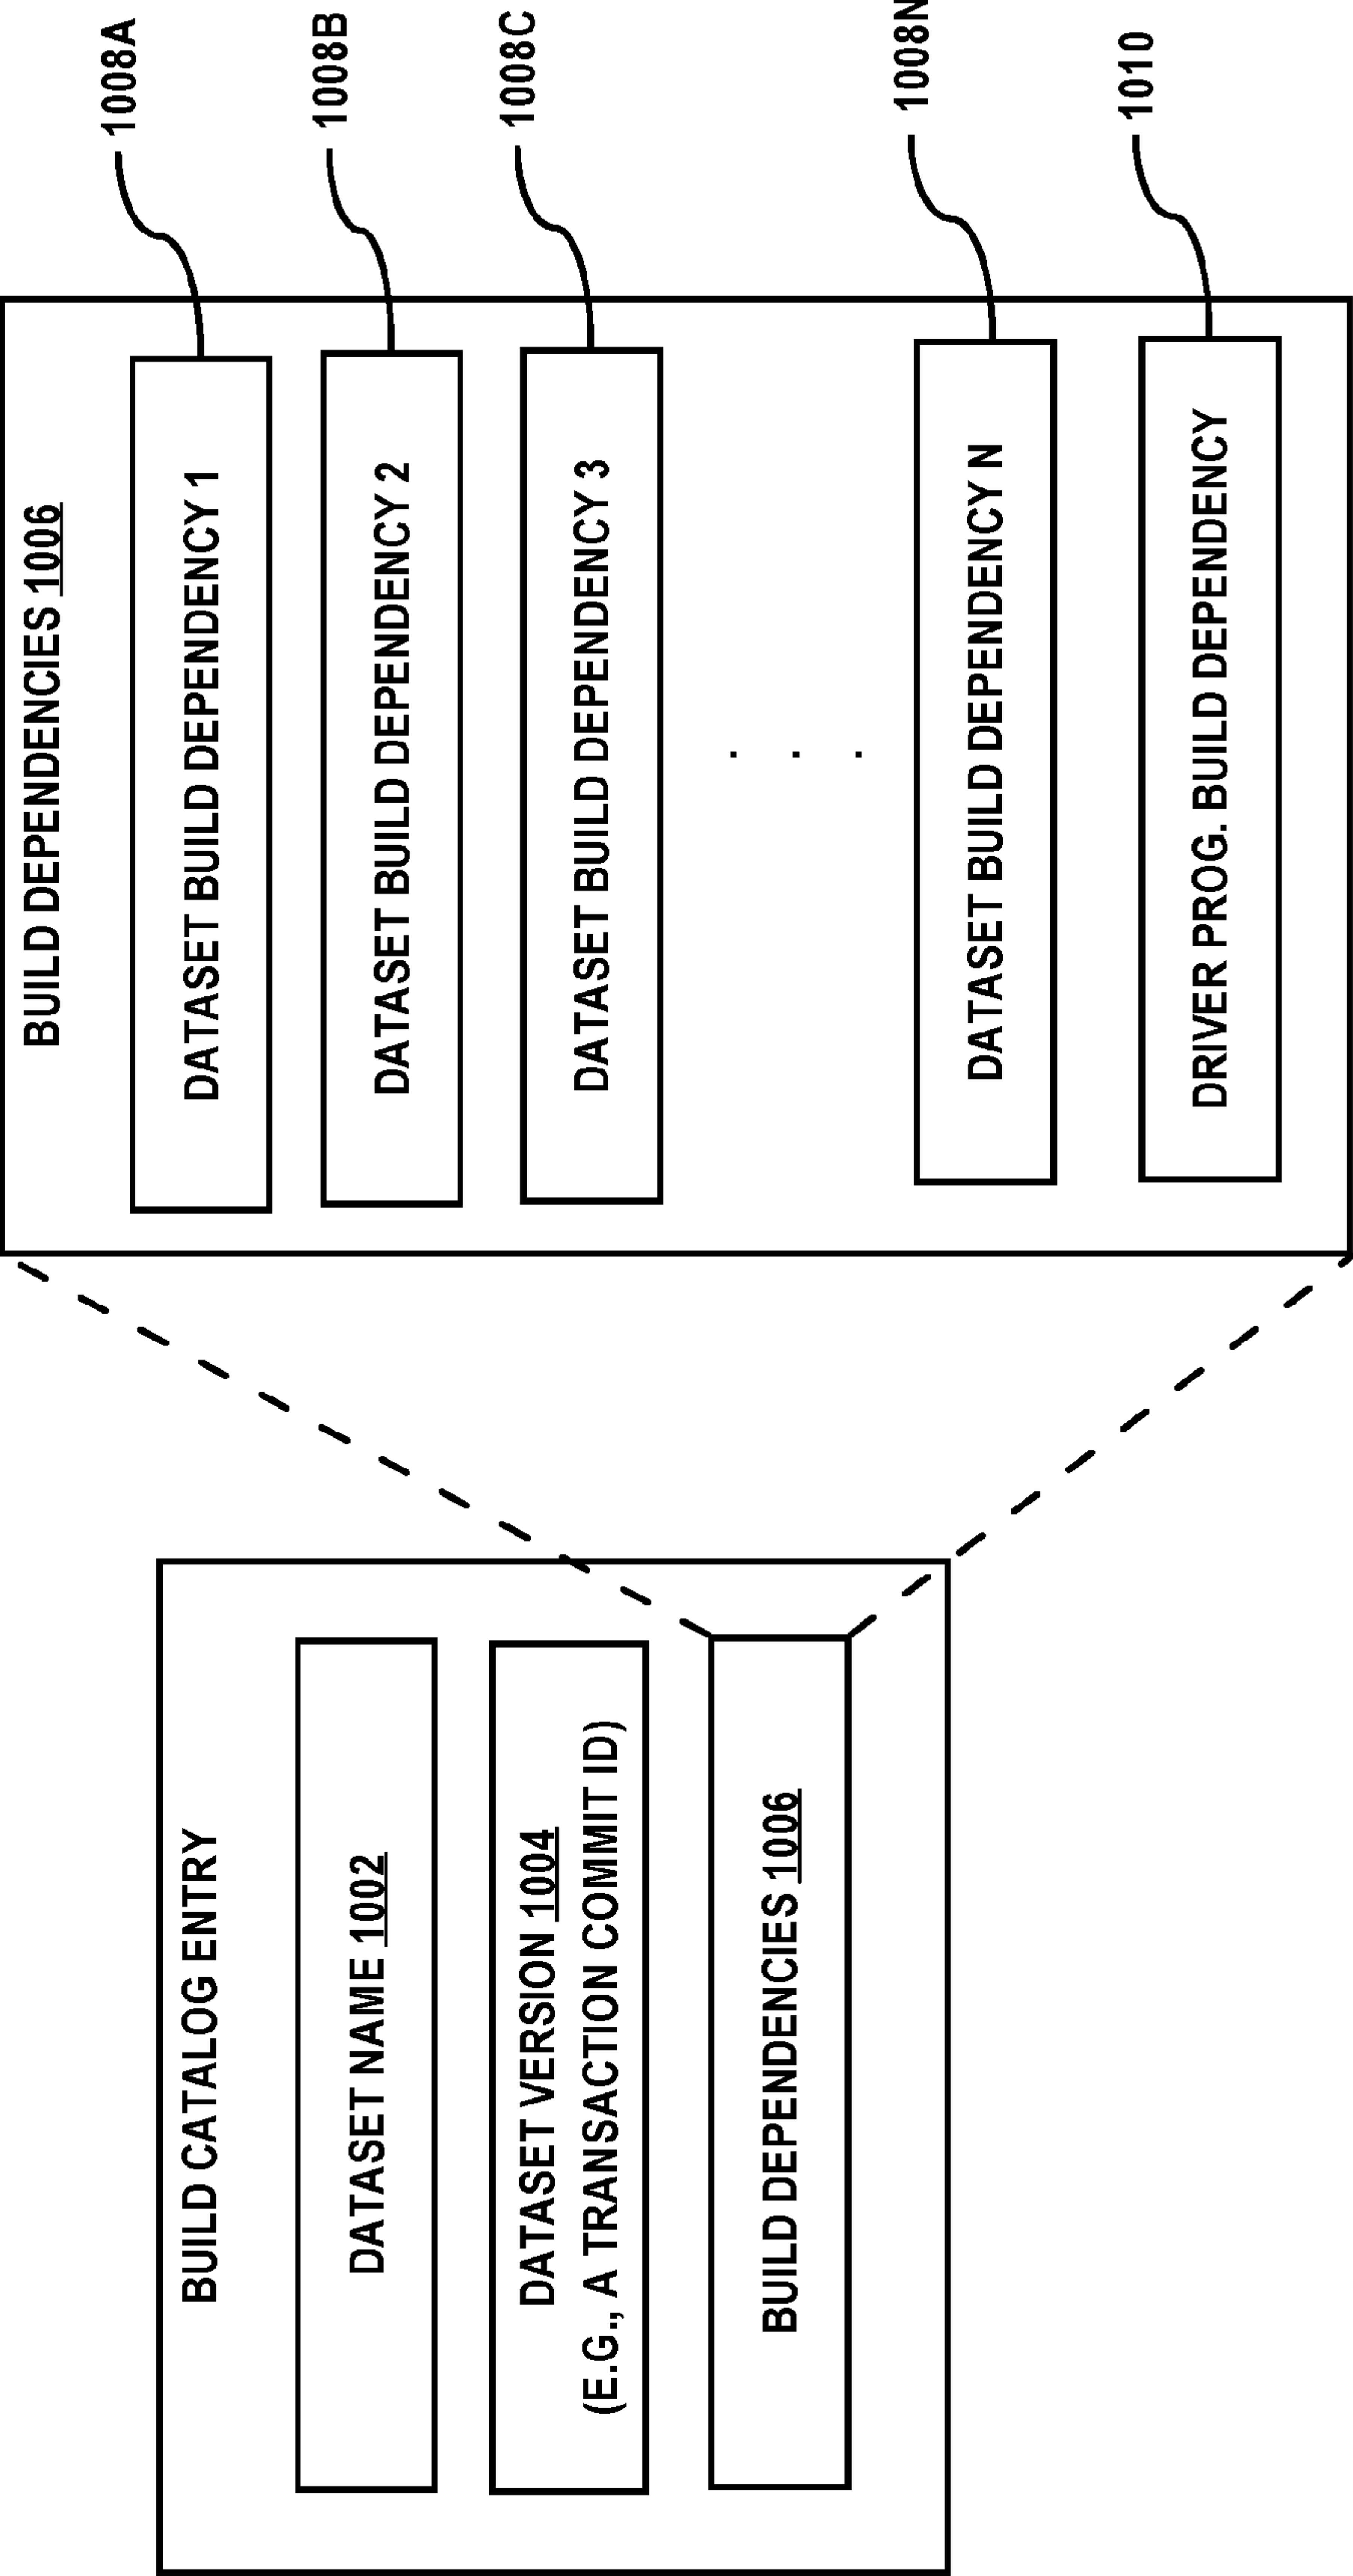 BUILD CATALOG ENTRY
DATASET NAME 1002
DATASET VERSION 1004
(E.G., A TRANSACTION COMMIT ID)
BUILD DEPENDENCIES 1006
BUILD DEPENDENCIES 1006
DATASET BUILD DEPENDENCY 1
1008A
DATASET BUILD DEPENDENCY 2
1008B
DATASET BUILD DEPENDENCY 3
1008C
. . .
DATASET BUILD DEPENDENCY N
1008N
DRIVER PROG. BUILD DEPENDENCY
1010